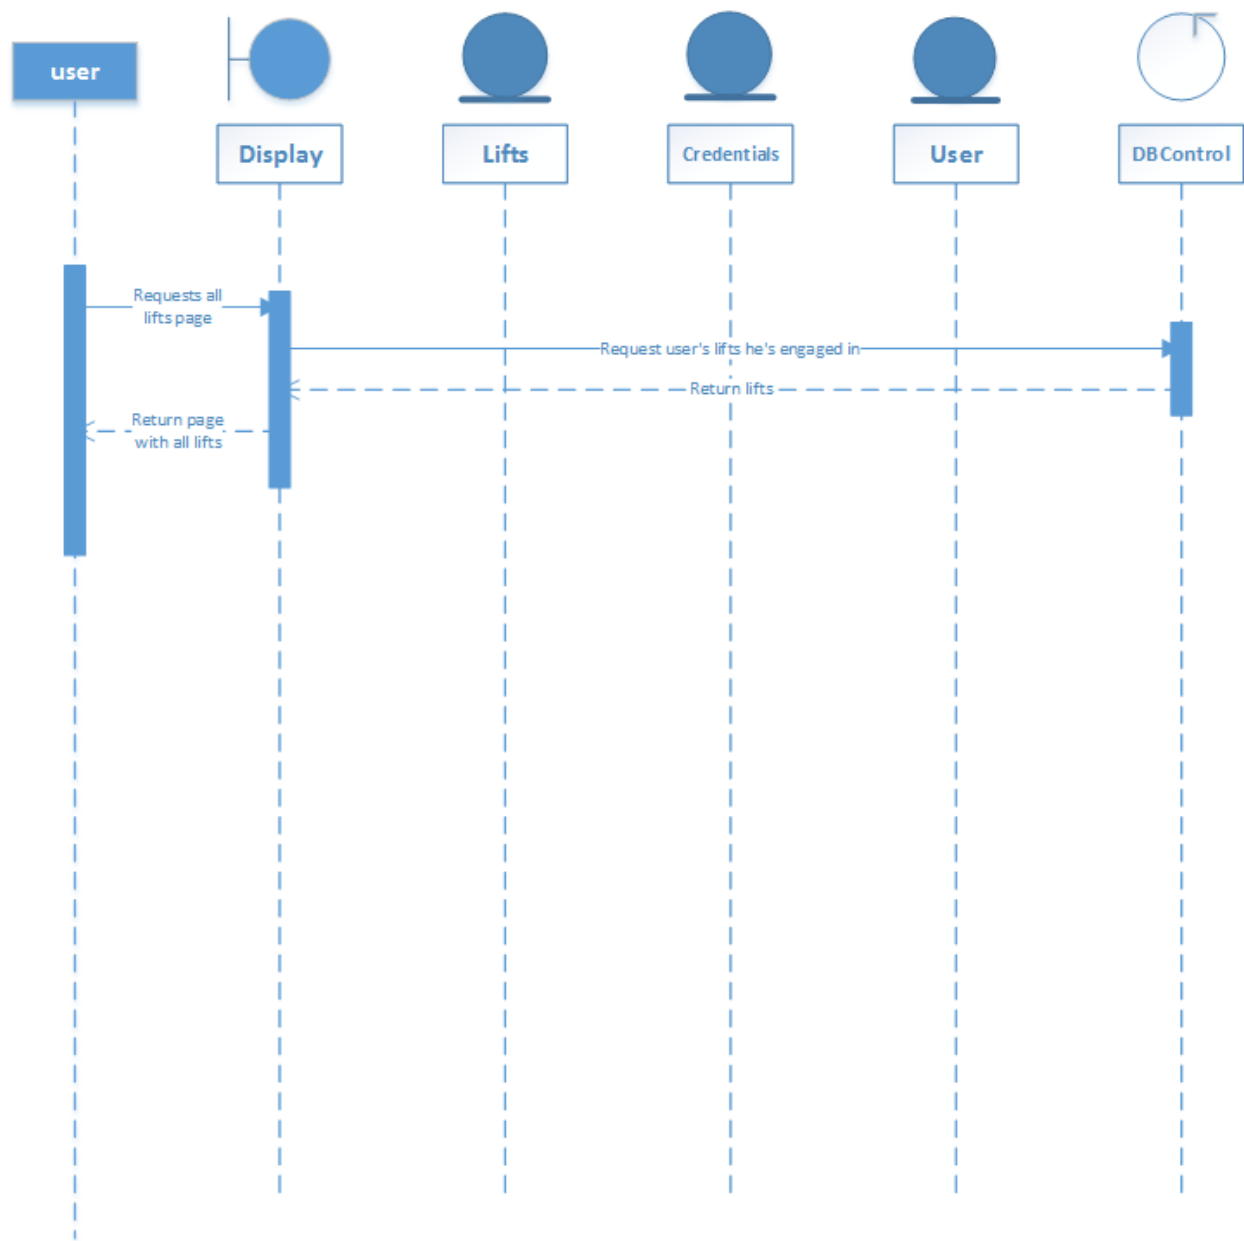 user
Display
Lifts
Credentials
User
DBControl
Requests all
lifts page
Request user's lifts he's engaged in
Return lifts
Return page
with all lifts